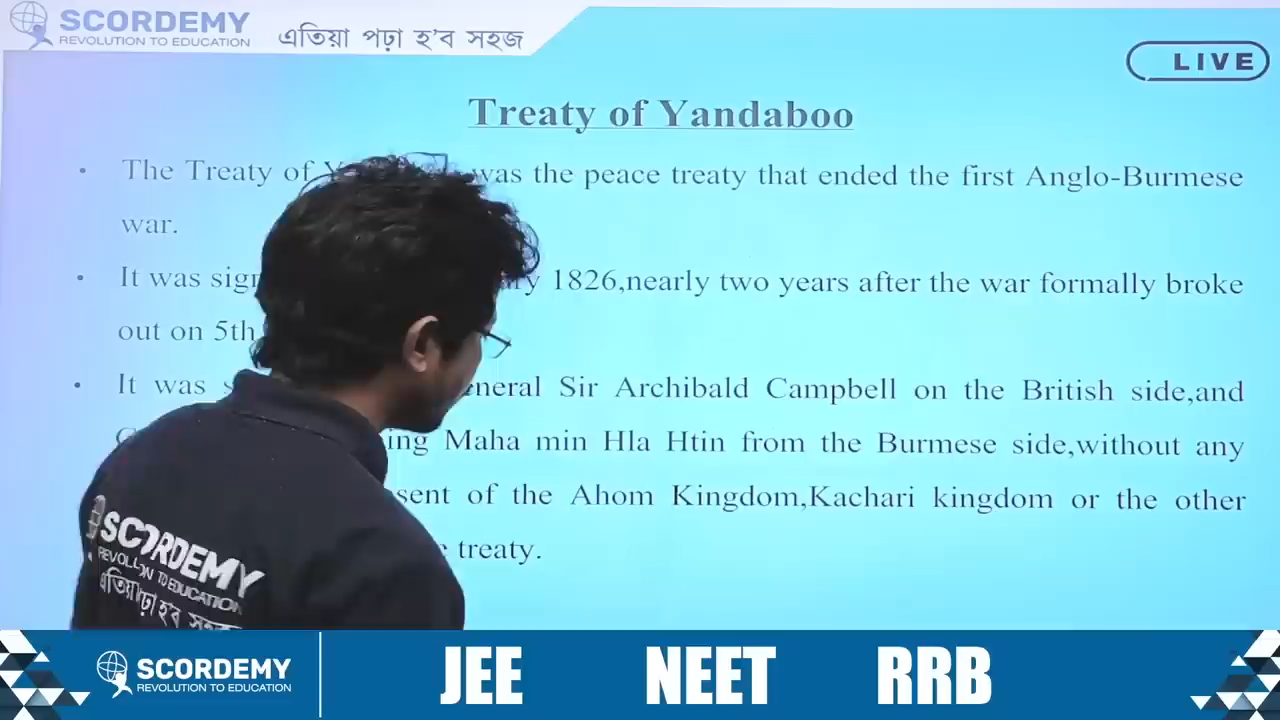 SCORDEMY
REVOLUTION TO EDUCATION
এতিয়া পঢ়া হ'ব সহজ
LIVE
Treaty of Yandaboo
• The Treaty of was the peace treaty that ended the first Anglo-Burmese
war.
• It was 1826,nearly two years after the war formally broke
out on 5th
• It was Sir Archibald Campbell on the British side,and
Maha min Hla Htin from the Burmese side,without any
of the Ahom Kingdom,Kachari kingdom or the other
treaty.
SCORDEMY
REVOLUTION TO EDUCATION
এতিয়া পঢ়া হ'ব
SCORDEMY
REVOLUTION TO EDUCATION
JEE NEET RRB